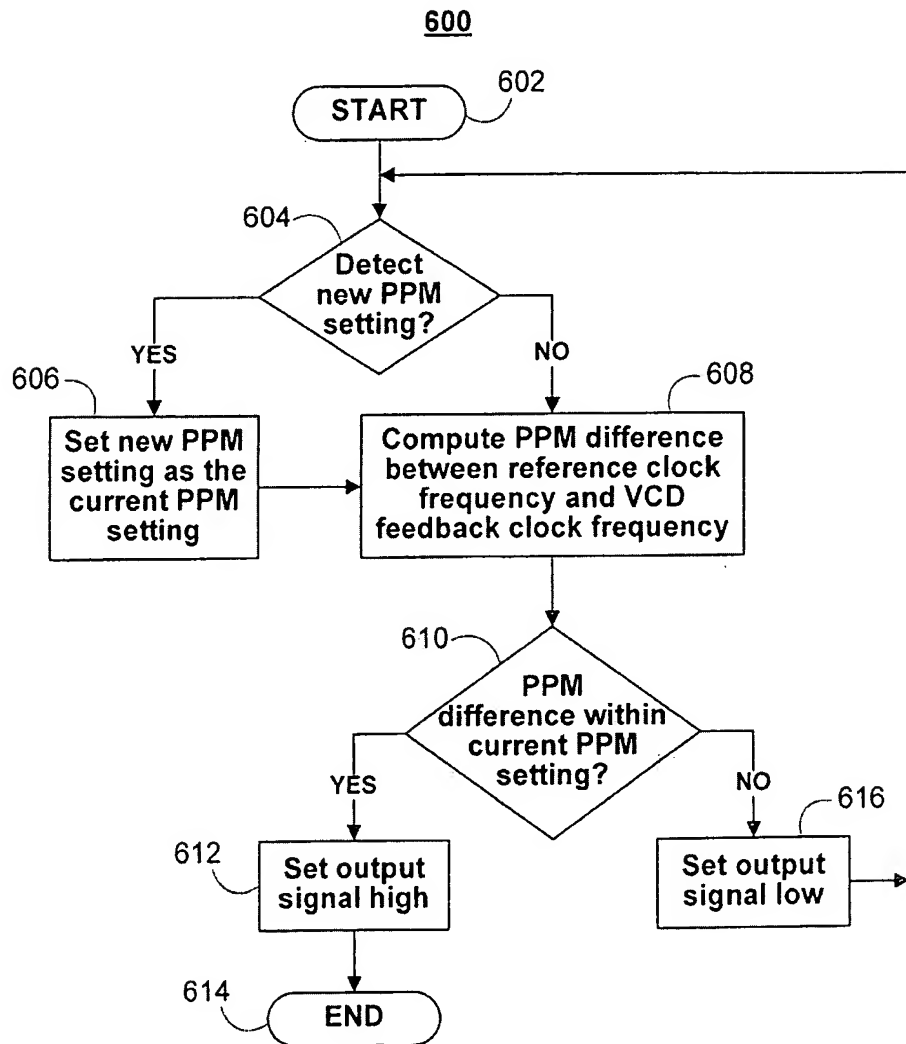 600
602
START
604
Detect
new PPM
setting?
YES
NO
606
608
Set new PPM
setting as the
current PPM
setting
Compute PPM difference
between reference clock
frequency and VCD
feedback clock frequency
610
PPM
difference within
current PPM
setting?
YES
NO
612
616
Set output
signal high
Set output
signal low
614
END